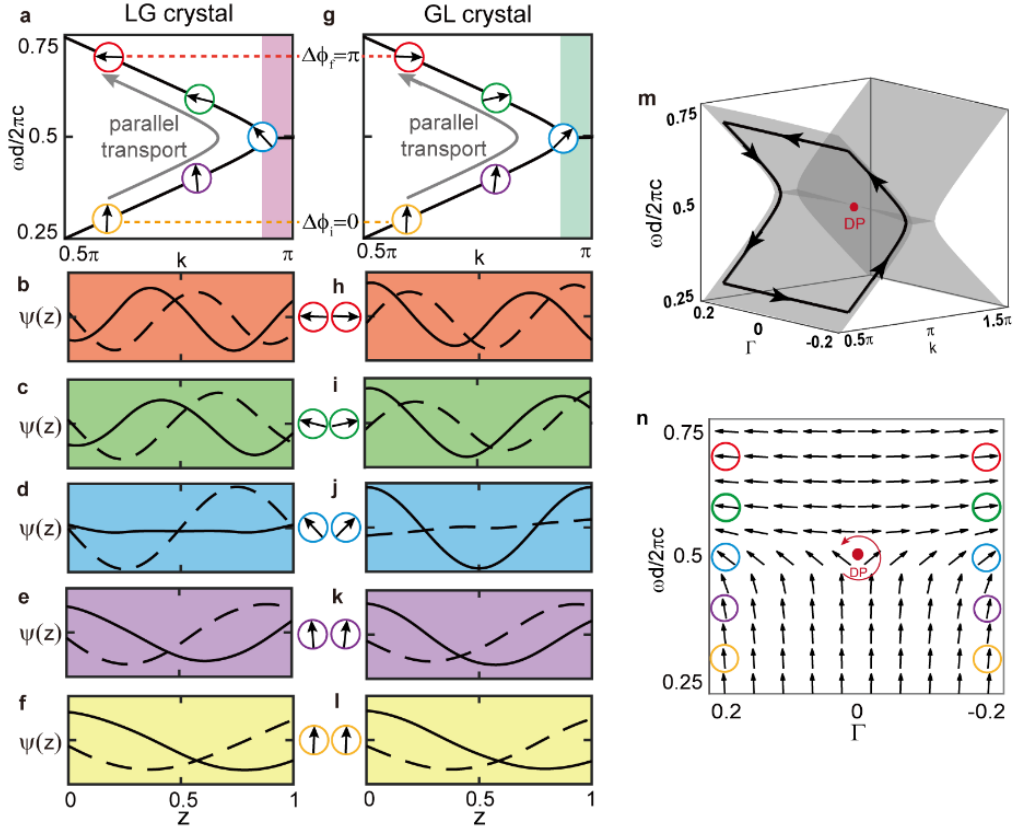 a LG crystal g GL crystal
0.75
Δϕf=π
ωd/2πc
0.5
parallel
transport
parallel
transport
Δϕi=0
0.25
0.5π k π 0.5π k π
b h
ψ(z)
c i
ψ(z)
d j
ψ(z)
e k
ψ(z)
f l
ψ(z)
0 0.5 1 0 0.5 1
z z
m
0.75
ωd/2πc
0.5
DP
0.25
0.2
0
Γ
-0.2
0.5π
π
k
1.5π
n
0.75
ωd/2πc
0.5
DP
0.25
0.2 0 -0.2
Γ